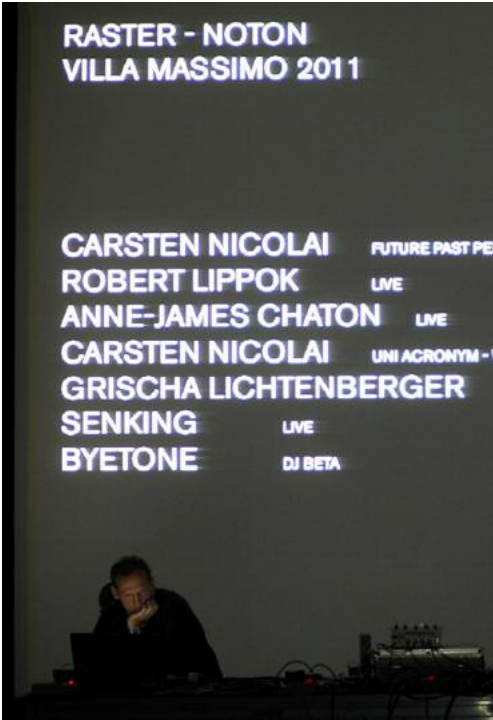 RASTER - NOTON
VILLA MASSIMO 2011
CARSTEN NICOLAI FUTURE PAST PE
ROBERT LIPPOK LIVE
ANNE-JAMES CHATON LIVE
CARSTEN NICOLAI UNI ACRONYM -
GRISCHA LICHTENBERGER
SENKING LIVE
BYETONE DJ BETA